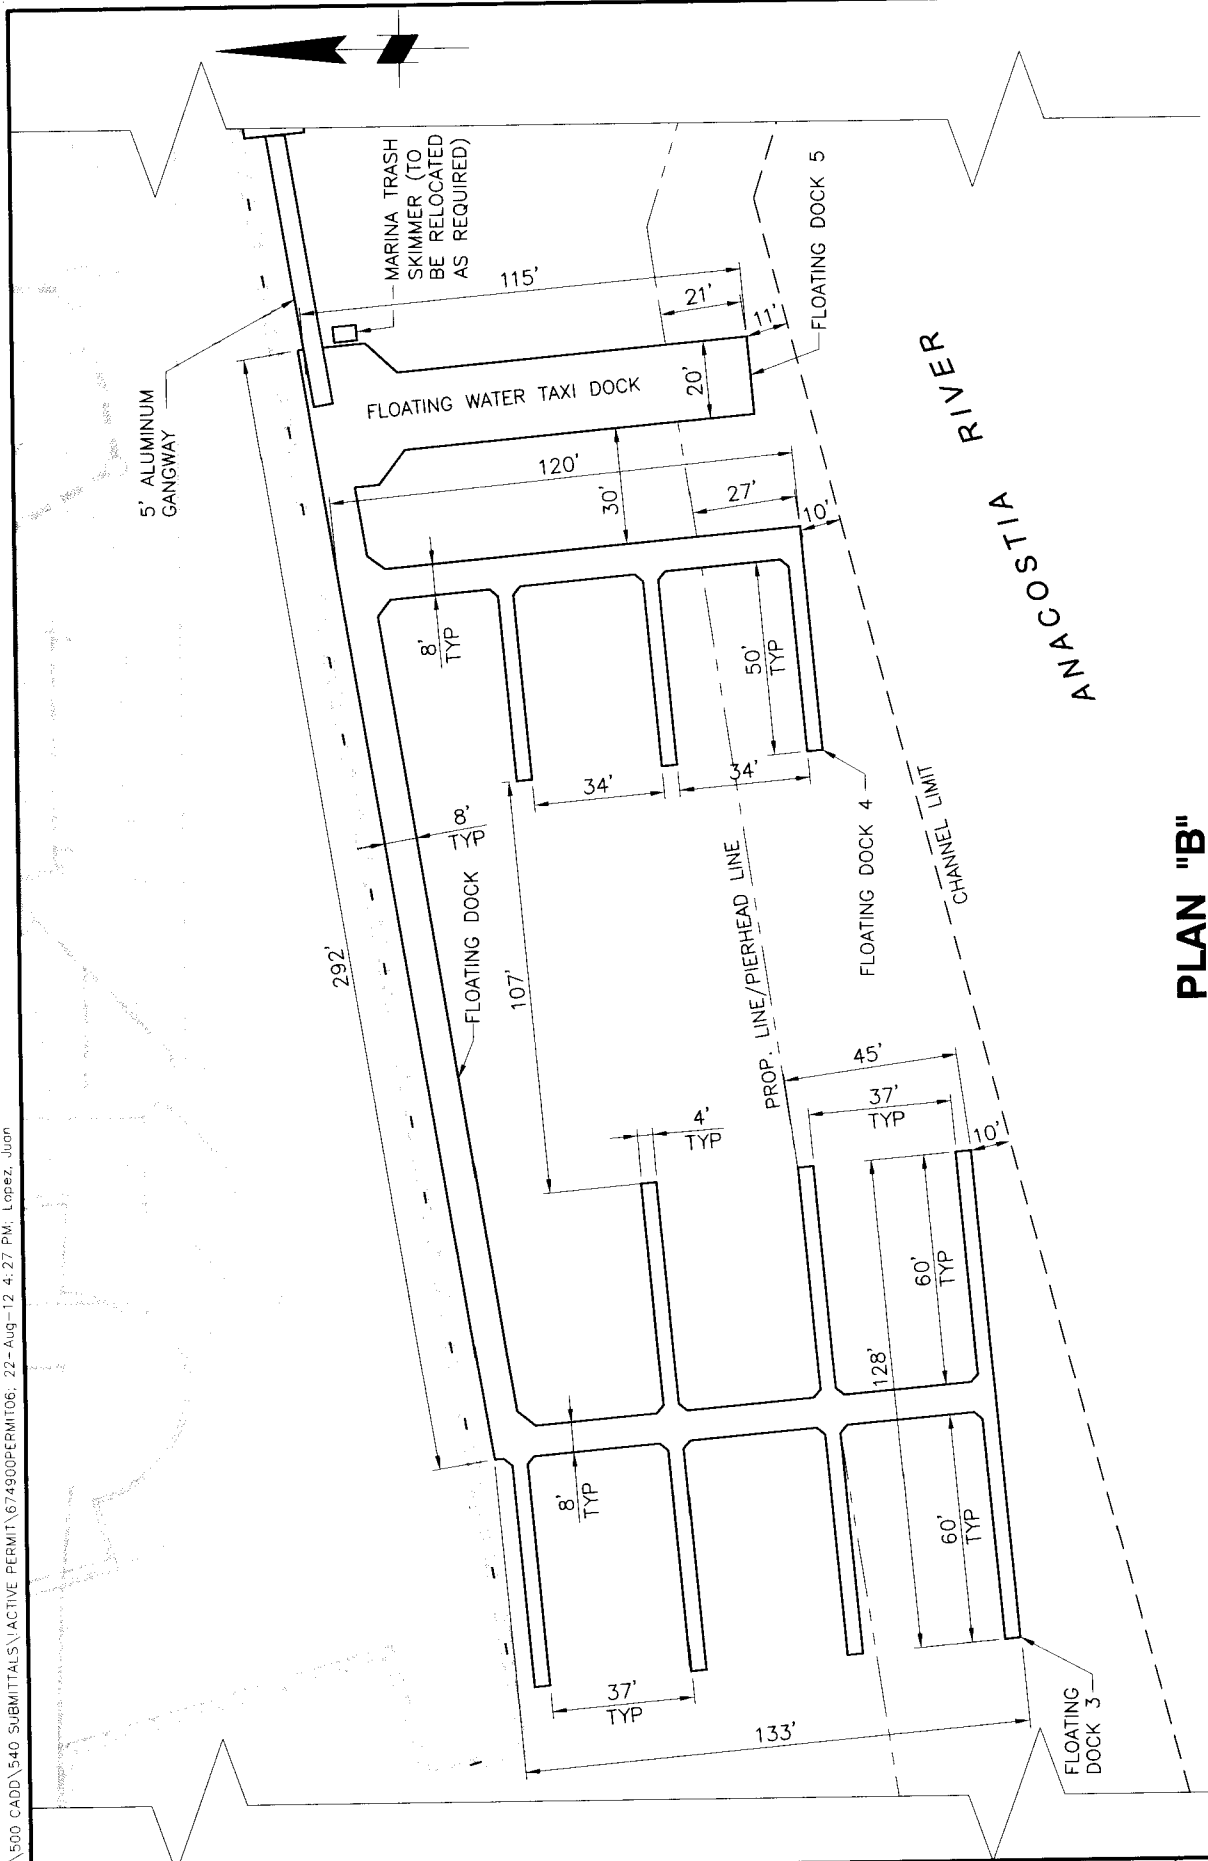 \500 CADD\540 SUBMITTALS\!ACTIVE PERMIT\674900PERMIT06; 22-Aug-12 4:27 PM; Lopez, Juan
5' ALUMINUM
GANGWAY
MARINA TRASH
SKIMMER (TO
BE RELOCATED
AS REQUIRED)
115'
21'
11'
FLOATING DOCK 5
FLOATING WATER TAXI DOCK
20'
120'
30'
27'
10'
8'
TYP
50'
TYP
34'
34'
292'
8'
TYP
FLOATING DOCK
107'
PROP. LINE/PIERHEAD LINE
FLOATING DOCK 4
CHANNEL LIMIT
ANACOSTIA RIVER
4'
TYP
45'
37'
TYP
10'
60'
TYP
128'
8'
TYP
60'
TYP
37'
TYP
133'
FLOATING
DOCK 3
PLAN "B"